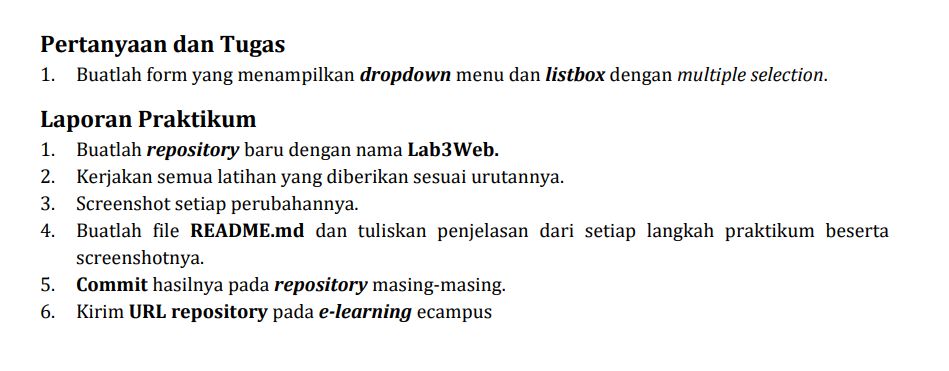 Pertanyaan dan Tugas
1. Buatlah form yang menampilkan dropdown menu dan listbox dengan multiple selection.
Laporan Praktikum
1. Buatlah repository baru dengan nama Lab3Web.
2. Kerjakan semua latihan yang diberikan sesuai urutannya.
3. Screenshot setiap perubahannya.
4. Buatlah file README.md dan tuliskan penjelasan dari setiap langkah praktikum beserta
screenshotnya.
5. Commit hasilnya pada repository masing-masing.
6. Kirim URL repository pada e-learning ecampus